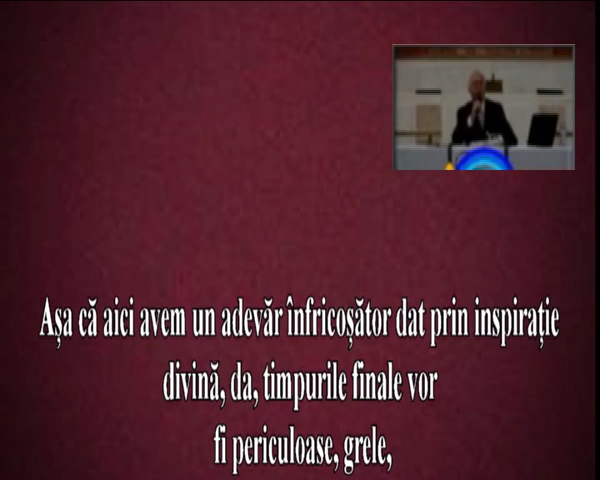 Așa că aici avem un adevăr înfricoșător dat prin inspirație
divină, da, timpurile finale vor
fi periculoase, grele,